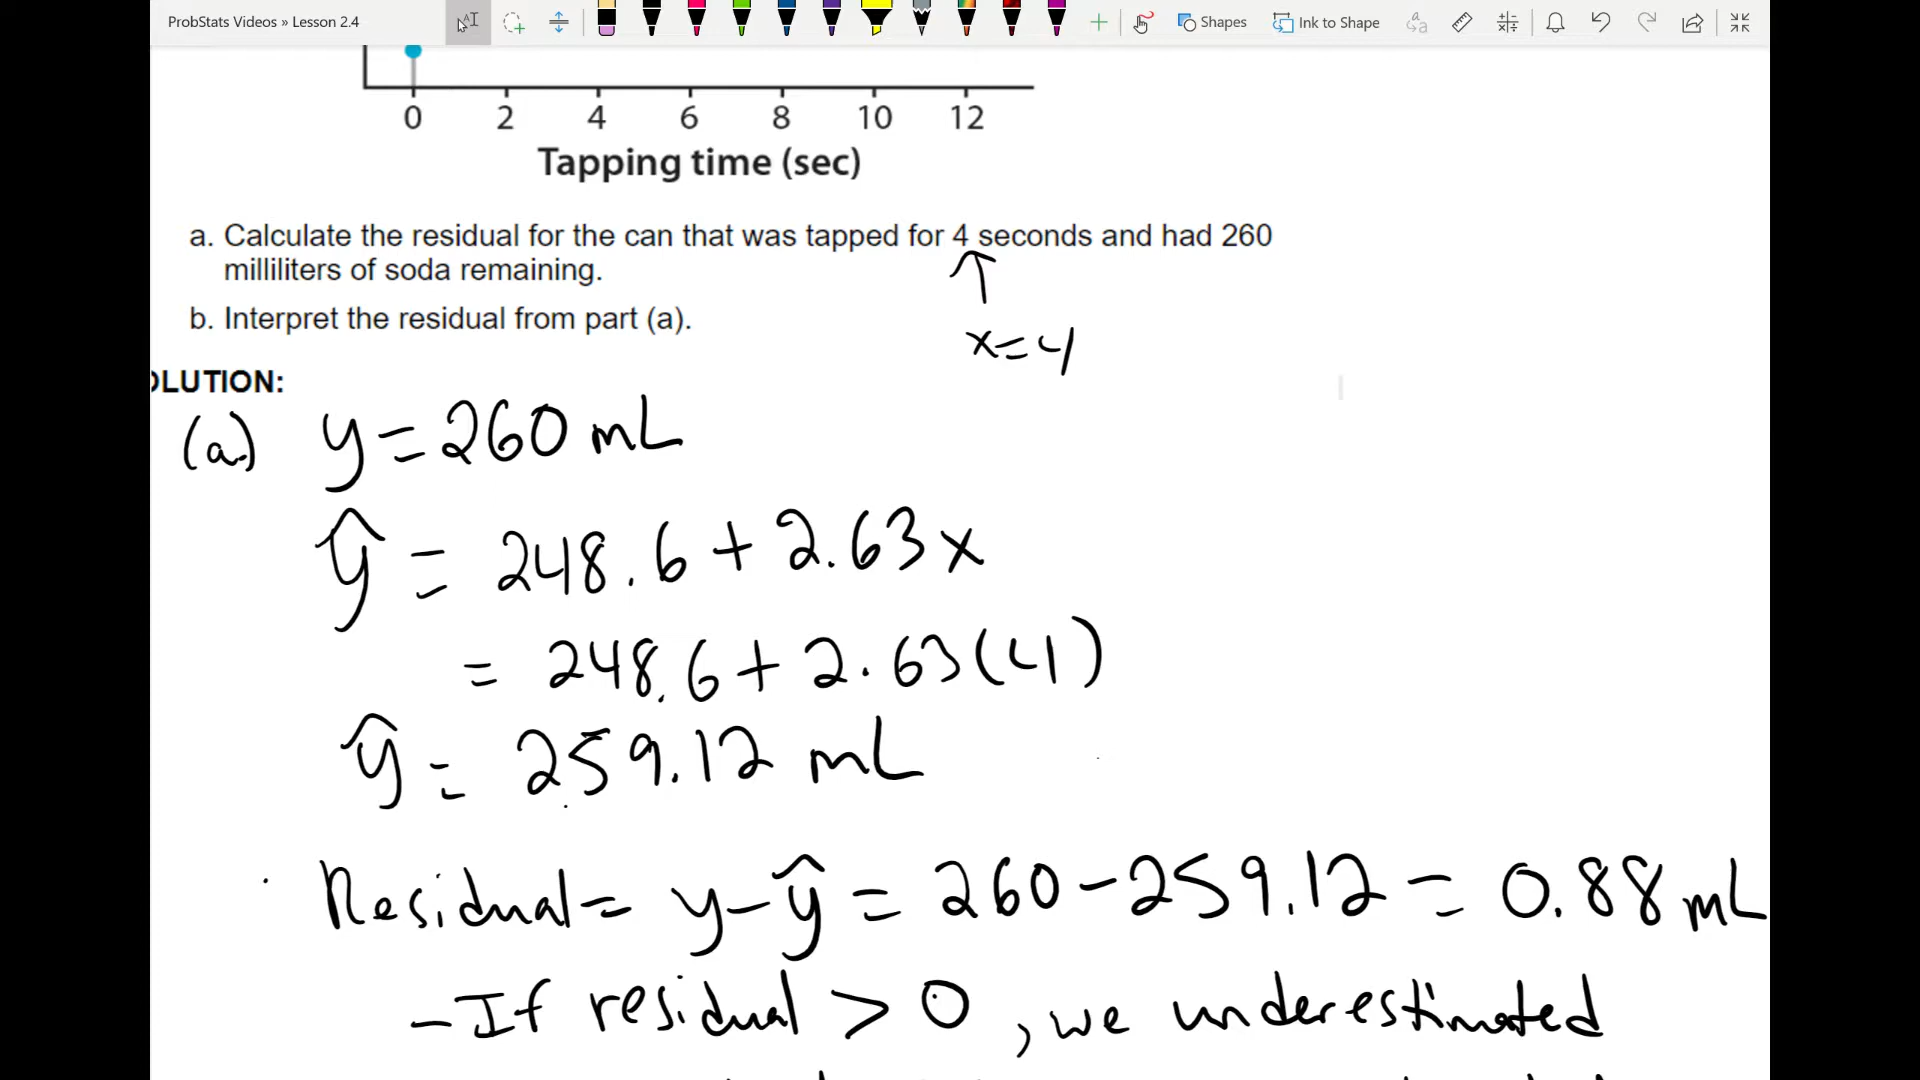 ProbStats Videos » Lesson 2.4
Shapes
Ink to Shape
0 2 4 6 8 10 12
Tapping time (sec)
a. Calculate the residual for the can that was tapped for 4 seconds and had 260
milliliters of soda remaining.
b. Interpret the residual from part (a).
x=4
OLUTION:
(a) y = 260 mL
ŷ = 248.6 + 2.63x
= 248.6 + 2.63(4)
ŷ = 259.12 mL
Residual = y-ŷ = 260-259.12 = 0.88 mL
-If residual > 0, we underestimated